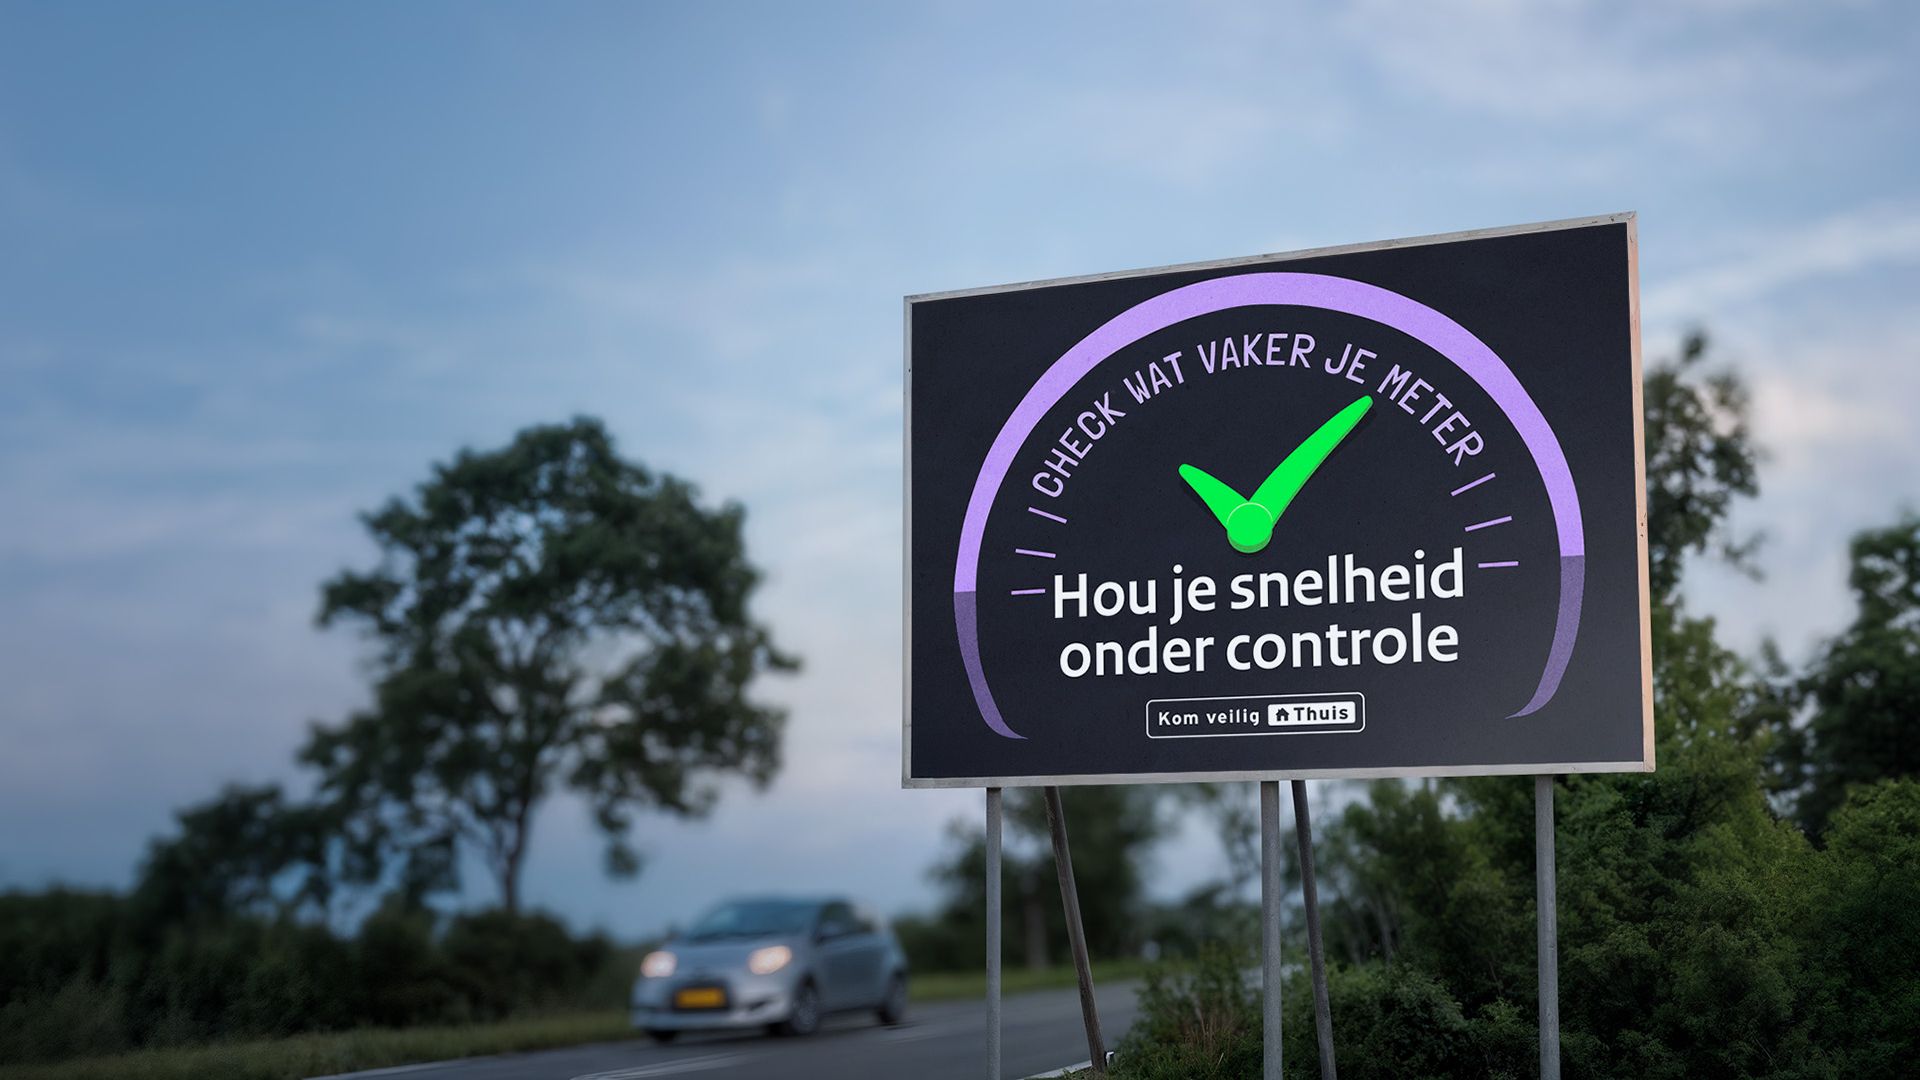 CHECK WAT VAKER JE METER
Hou je snelheid
onder controle
Kom veilig Thuis